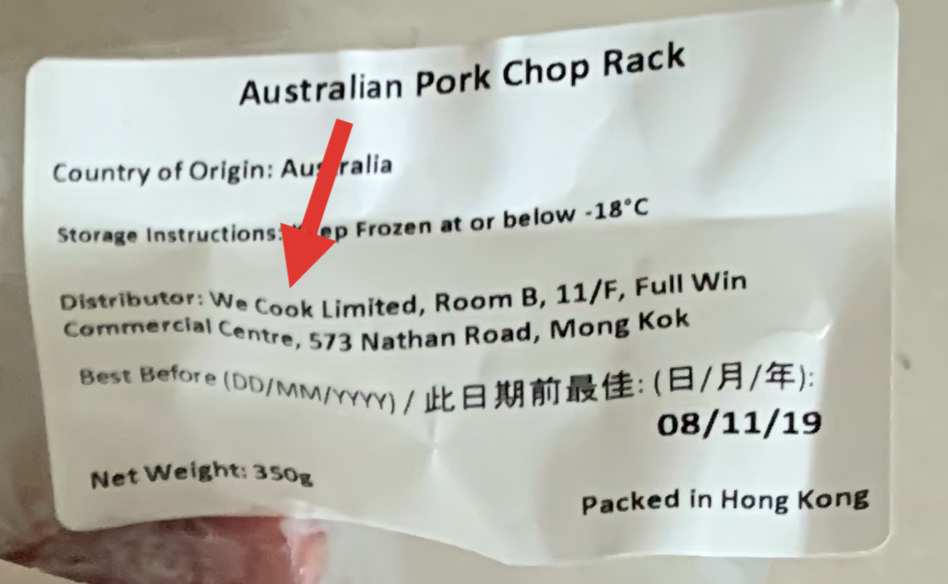 Australian Pork Chop Rack
Country of Origin: Australia
Storage Instructions: Keep Frozen at or below -18°C
Distributor: We Cook Limited, Room B, 11/F, Full Win
Commercial Centre, 573 Nathan Road, Mong Kok
Best Before (DD/MM/YYYY) / 此日期前最佳: (日/月/年):
08/11/19
Net Weight: 350g
Packed in Hong Kong